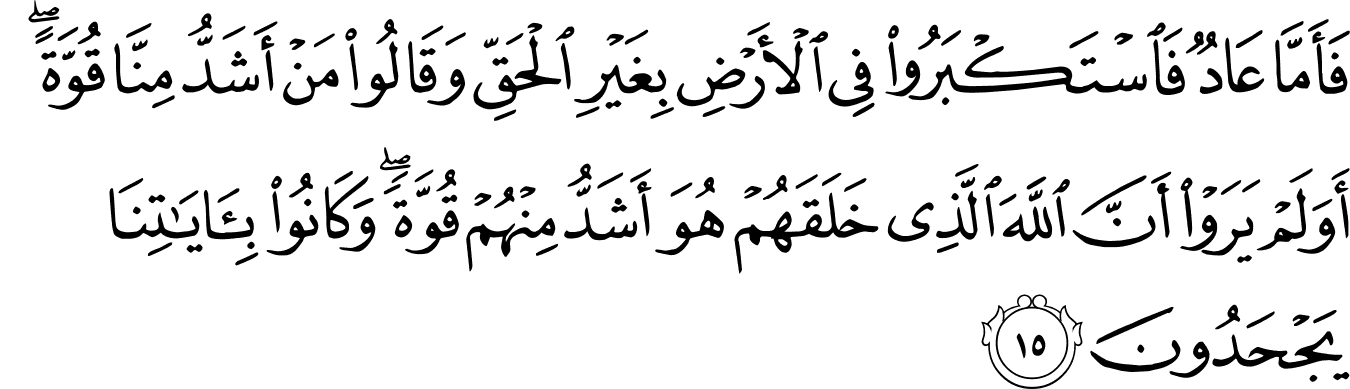 فَأَمَّا عَادٌ فَٱسْتَكْبَرُوا۟ فِى ٱلْأَرْضِ بِغَيْرِ ٱلْحَقِّ وَقَالُوا۟ مَنْ أَشَدُّ مِنَّا قُوَّةً ۖ
أَوَلَمْ يَرَوْا۟ أَنَّ ٱللَّهَ ٱلَّذِى خَلَقَهُمْ هُوَ أَشَدُّ مِنْهُمْ قُوَّةً ۖ وَكَانُوا۟ بِـَٔايَـٰتِنَا
يَجْحَدُونَ ١٥